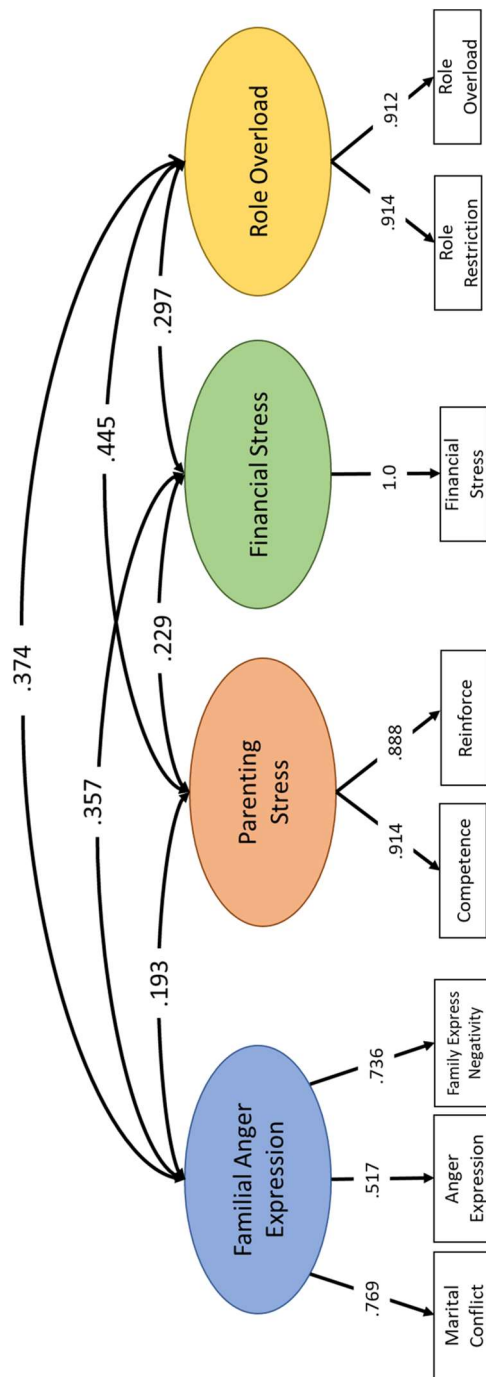 .374
.445
.357
.193
.229
.297
Familial Anger
Expression
Parenting
Stress
Financial Stress
Role Overload
.769
.517
.736
.914
.888
1.0
.914
.912
Marital
Conflict
Anger
Expression
Family Express
Negativity
Competence
Reinforce
Financial
Stress
Role
Restriction
Role
Overload